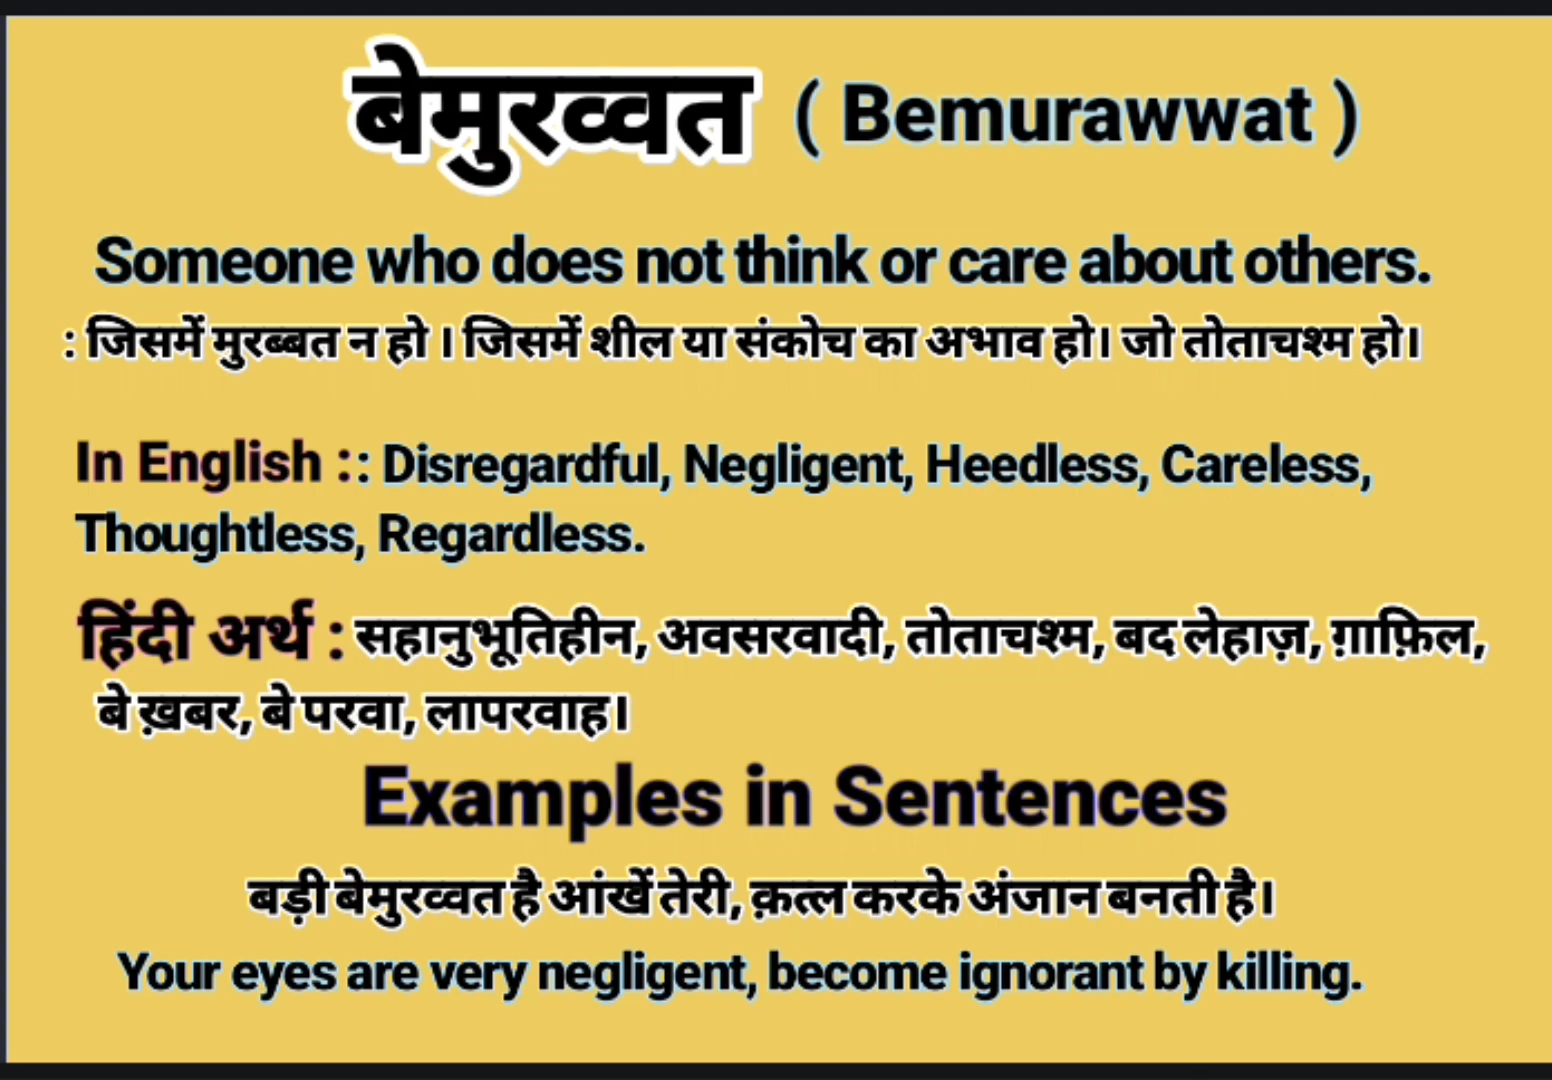 बेमुरव्वत ( Bemurawwat )
Someone who does not think or care about others.
: जिसमें मुरब्बत न हो । जिसमें शील या संकोच का अभाव हो। जो तोताचश्म हो।
In English :: Disregardful, Negligent, Heedless, Careless,
Thoughtless, Regardless.
हिंदी अर्थ : सहानुभूतिहीन, अवसरवादी, तोताचश्म, बद लेहाज़, ग़ाफ़िल,
बे ख़बर, बे परवा, लापरवाह।
Examples in Sentences
बड़ी बेमुरव्वत है आंखें तेरी, क़त्ल करके अंजान बनती है।
Your eyes are very negligent, become ignorant by killing.